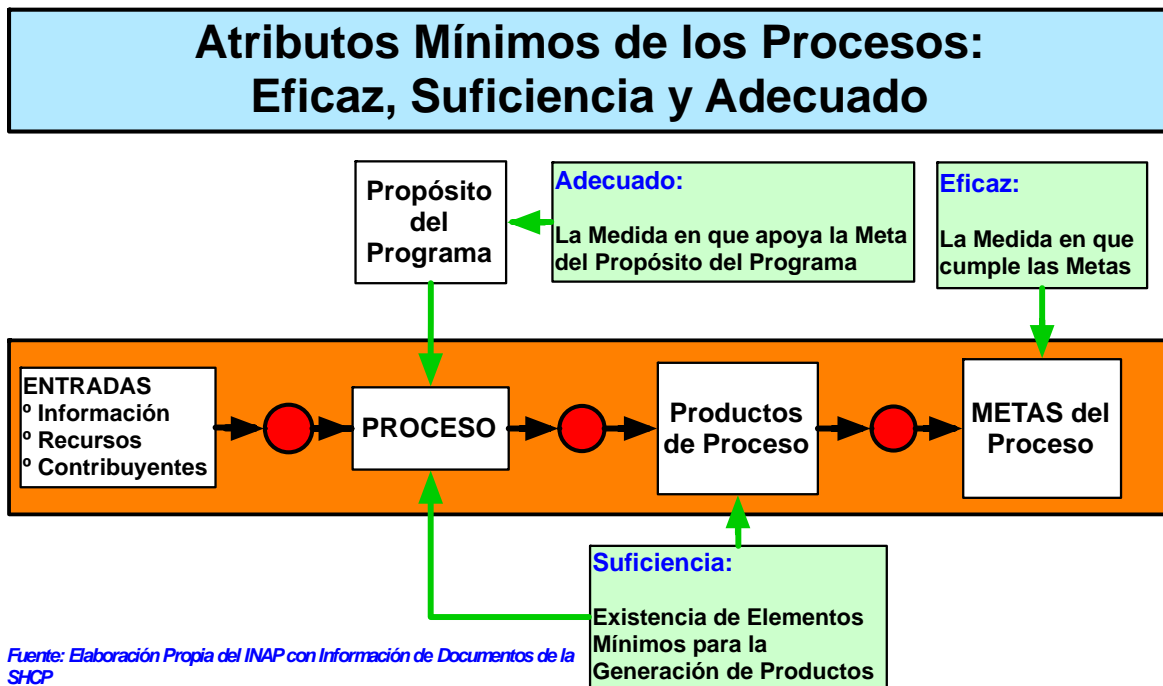 Atributos Mínimos de los Procesos:
Eficaz, Suficiencia y Adecuado
Propósito
del
Programa
Adecuado:
La Medida en que apoya la Meta
del Propósito del Programa
Eficaz:
La Medida en que
cumple las Metas
ENTRADAS
º Información
º Recursos
º Contribuyentes
PROCESO
Productos
de Proceso
METAS del
Proceso
Suficiencia:
Existencia de Elementos
Mínimos para la
Generación de Productos
Fuente: Elaboración Propia del INAP con Información de Documentos de la
SHCP